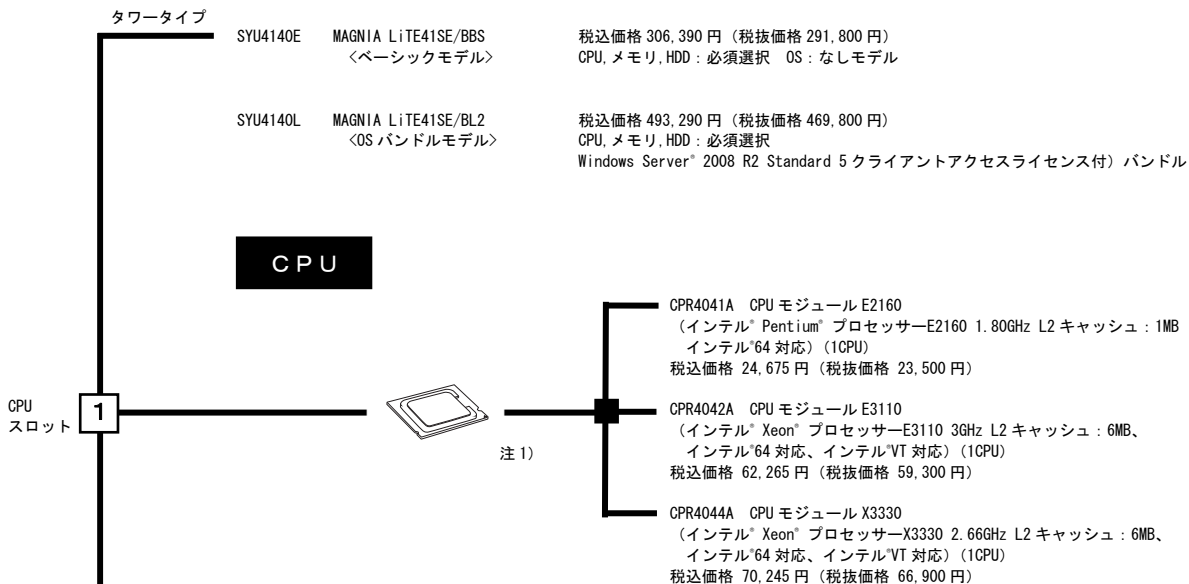 タワータイプ
SYU4140E MAGNIA LiTE41SE/BBS 税込価格 306,390 円（税抜価格 291,800 円）
<ベーシックモデル> CPU,メモリ,HDD：必須選択 OS：なしモデル
SYU4140L MAGNIA LiTE41SE/BL2 税込価格 493,290 円（税抜価格 469,800 円）
<OS バンドルモデル> CPU,メモリ,HDD：必須選択
Windows Server® 2008 R2 Standard 5 クライアントアクセスライセンス付）バンドル
ＣＰＵ
CPR4041A CPU モジュール E2160
（インテル® Pentium® プロセッサーE2160 1.80GHz L2 キャッシュ：1MB
インテル®64 対応）(1CPU)
税込価格 24,675 円（税抜価格 23,500 円）
CPU
スロット
1
注 1)
CPR4042A CPU モジュール E3110
（インテル® Xeon® プロセッサーE3110 3GHz L2 キャッシュ：6MB、
インテル®64 対応、インテル®VT 対応）(1CPU)
税込価格 62,265 円（税抜価格 59,300 円）
CPR4044A CPU モジュール X3330
（インテル® Xeon® プロセッサーX3330 2.66GHz L2 キャッシュ：6MB、
インテル®64 対応、インテル®VT 対応）(1CPU)
税込価格 70,245 円（税抜価格 66,900 円）